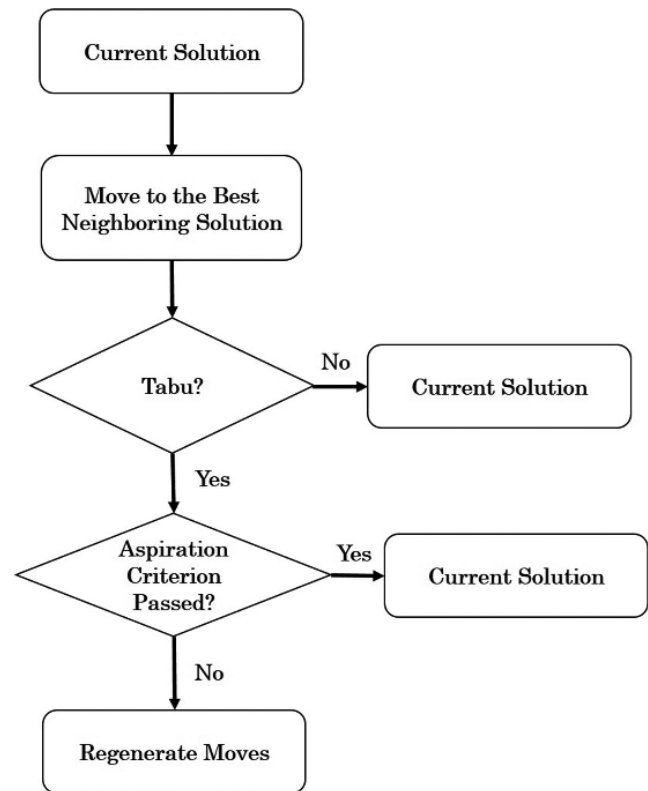 Current Solution
Move to the Best
Neighboring Solution
Tabu?
No
Current Solution
Yes
Aspiration
Criterion
Passed?
Yes
Current Solution
No
Regenerate Moves